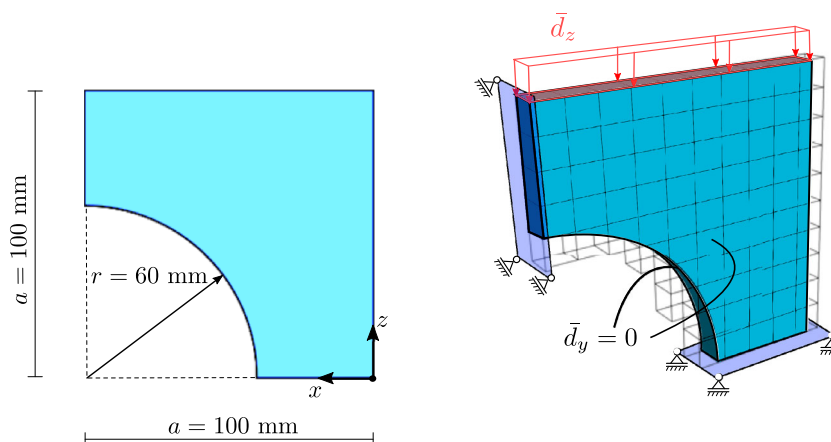 d̄_z
a = 100 mm
r = 60 mm
z
x
d̄_y = 0
a = 100 mm